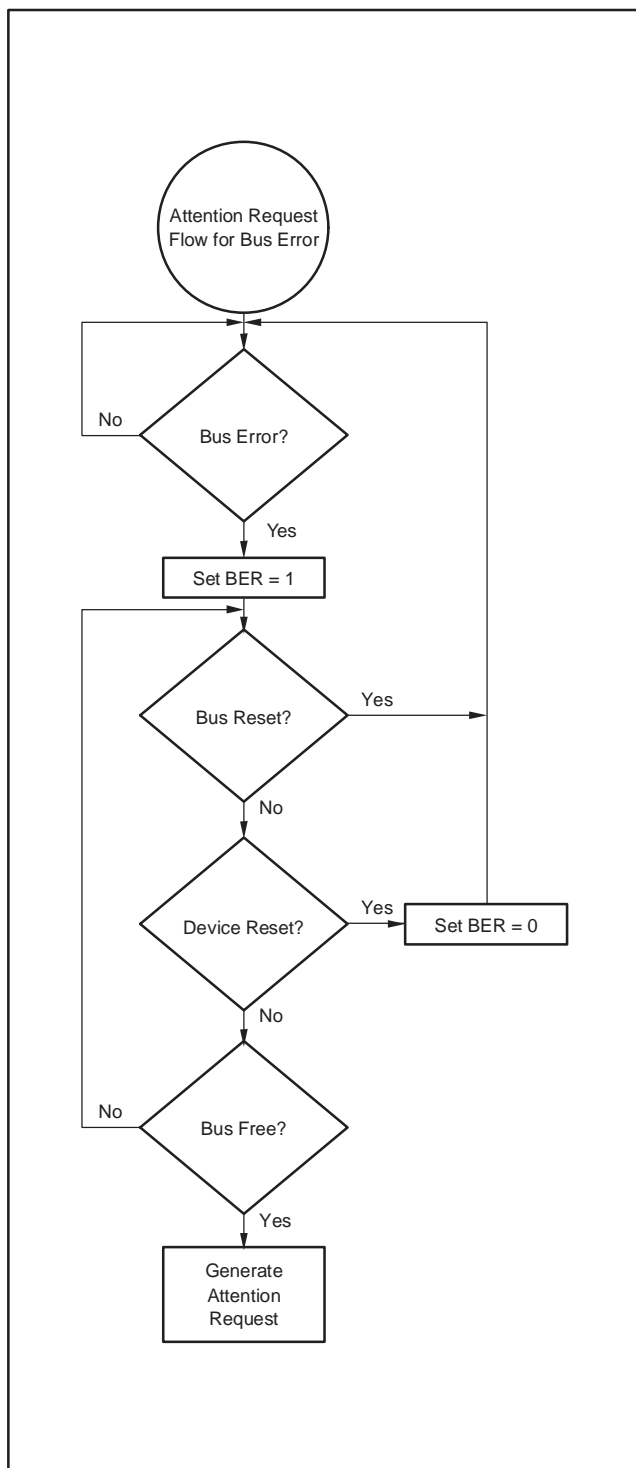 Attention Request
Flow for Bus Error
No
Bus Error?
Yes
Set BER = 1
Bus Reset?
Yes
No
Device Reset?
Yes
Set BER = 0
No
No
Bus Free?
Yes
Generate
Attention
Request